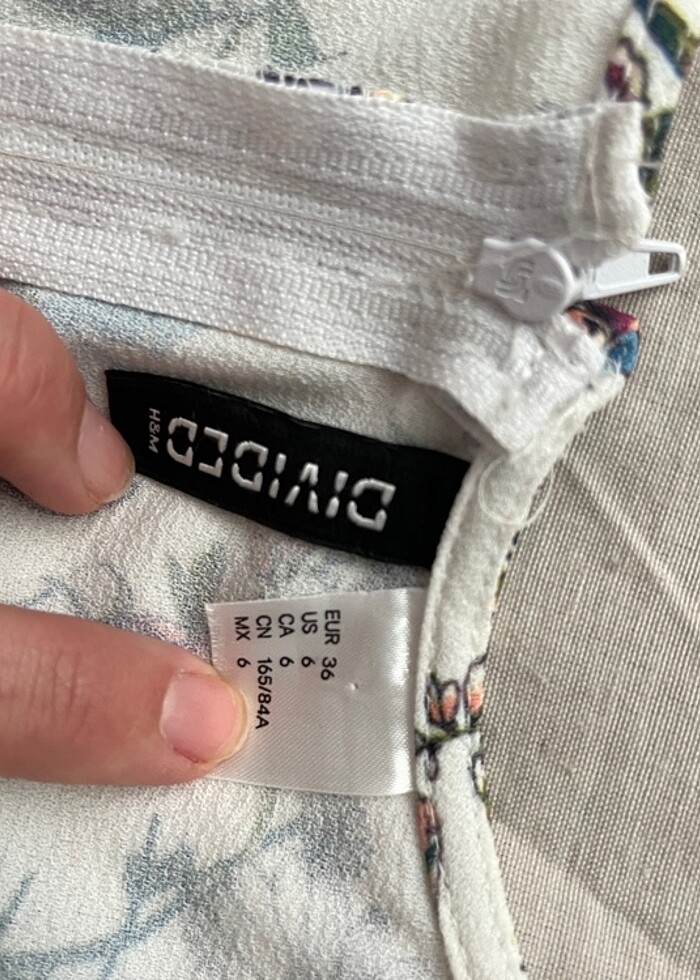 DIVIDED
H&M
EUR 36
US 6
CA 6
CN 165/84A
MX 6